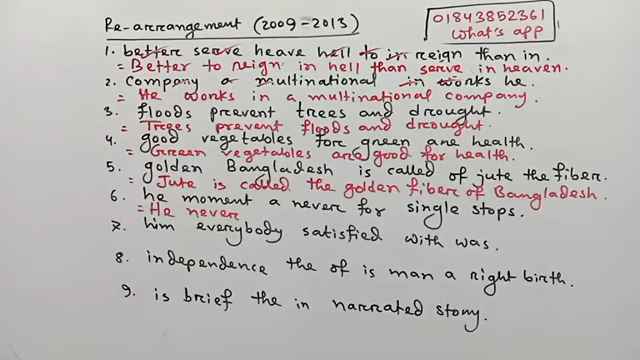 Re-arrangement (2009-2013)
01843852361
What's app
1. better serve heave hell to in reign than in.
= Better to reign in hell than serve in heaven.
2. Company a multinational in works he.
= He works in a multinational company.
3. floods prevent trees and drought.
= Trees prevent floods and drought.
4. good vegetables for green are health.
= Green vegetables are good for health.
5. golden Bangladesh is called of jute the fiber.
= Jute is called the golden fiber of Bangladesh.
6. he moment a never for single stops.
= He never
7. him everybody satisfied with was.
8. independence the of is man a right birth.
9. is brief the in narrated story.